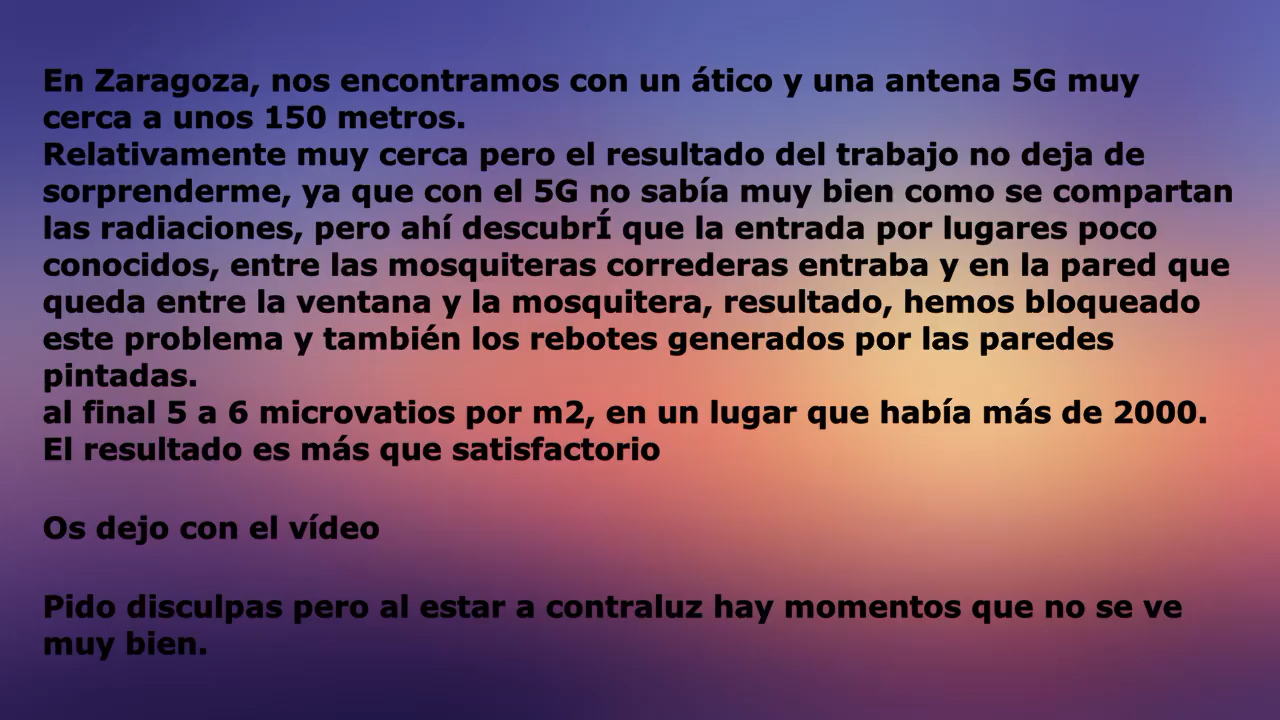 En Zaragoza, nos encontramos con un ático y una antena 5G muy
cerca a unos 150 metros.
Relativamente muy cerca pero el resultado del trabajo no deja de
sorprenderme, ya que con el 5G no sabía muy bien como se compartan
las radiaciones, pero ahí descubrÍ que la entrada por lugares poco
conocidos, entre las mosquiteras correderas entraba y en la pared que
queda entre la ventana y la mosquitera, resultado, hemos bloqueado
este problema y también los rebotes generados por las paredes
pintadas.
al final 5 a 6 microvatios por m2, en un lugar que había más de 2000.
El resultado es más que satisfactorio
Os dejo con el vídeo
Pido disculpas pero al estar a contraluz hay momentos que no se ve
muy bien.